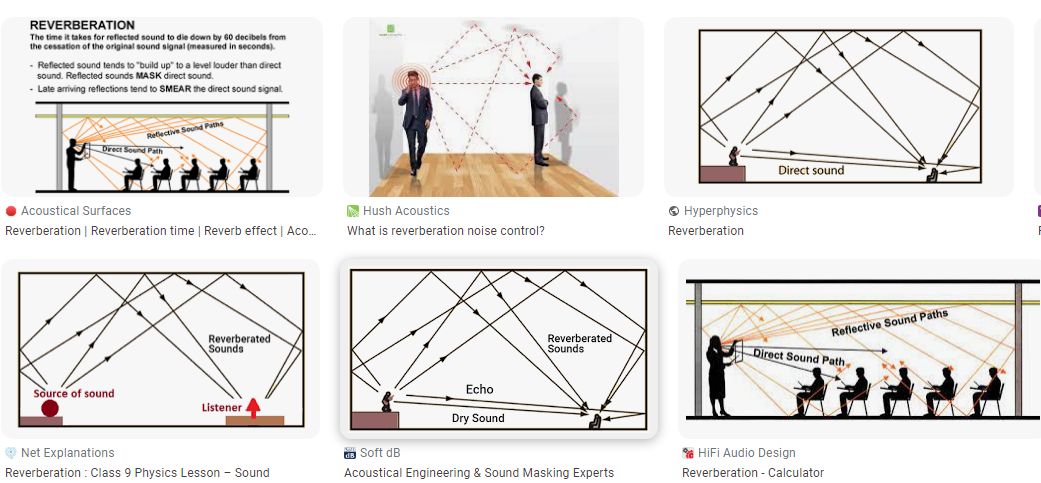 REVERBERATION
The time it takes for reflected sound to die down by 60 decibels from
the cessation of the original sound signal (measured in seconds).
- Reflected sound tends to "build up" to a level louder than direct
sound. Reflected sounds MASK direct sound.
- Late arriving reflections tend to SMEAR the direct sound signal.
Reflective Sound Paths
Direct Sound Path
Direct sound
Acoustical Surfaces
Reverberation | Reverberation time | Reverb effect | Aco...
Hush Acoustics
What is reverberation noise control?
Hyperphysics
Reverberation
Reverberated
Sounds
Source of sound
Listener
Reverberated
Sounds
Echo
Dry Sound
Reflective Sound Paths
Direct Sound Path
Net Explanations
Reverberation : Class 9 Physics Lesson – Sound
Soft dB
Acoustical Engineering & Sound Masking Experts
HiFi Audio Design
Reverberation - Calculator